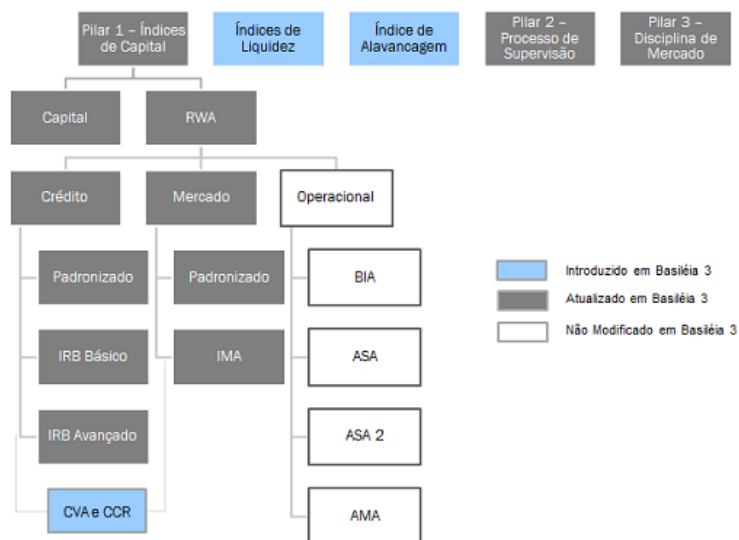 Pilar 1 – Índices
de Capital
Índices de
Liquidez
Índice de
Alavancagem
Pilar 2 –
Processo de
Supervisão
Pilar 3 –
Disciplina de
Mercado
Capital
RWA
Crédito
Mercado
Operacional
Padronizado
Padronizado
BIA
IRB Básico
IMA
ASA
IRB Avançado
ASA 2
CVA e CCR
AMA
Introduzido em Basiléia 3
Atualizado em Basiléia 3
Não Modificado em Basiléia 3